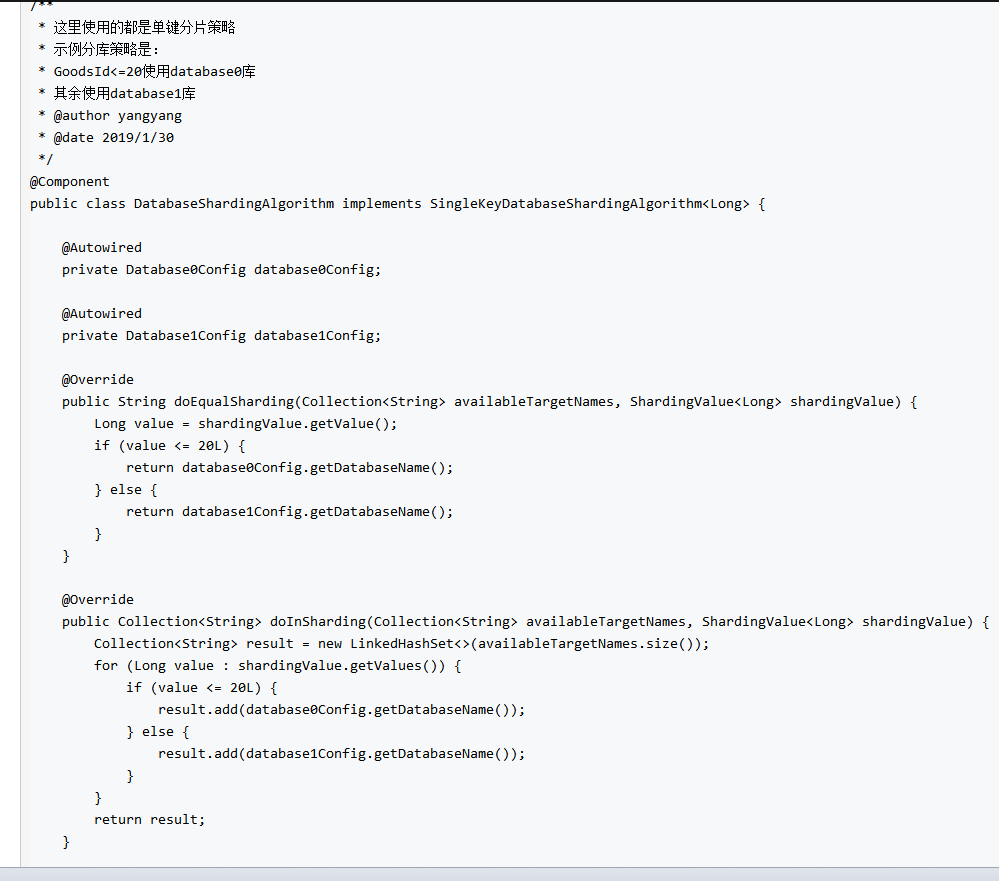 /**
 * 这里使用的都是单键分片策略
 * 示例分库策略是：
 * GoodsId<=20使用database0库
 * 其余使用database1库
 * @author yangyang
 * @date 2019/1/30
 */
@Component
public class DatabaseShardingAlgorithm implements SingleKeyDatabaseShardingAlgorithm<Long> {
    @Autowired
    private Database0Config database0Config;
    @Autowired
    private Database1Config database1Config;
    @Override
    public String doEqualSharding(Collection<String> availableTargetNames, ShardingValue<Long> shardingValue) {
        Long value = shardingValue.getValue();
        if (value <= 20L) {
            return database0Config.getDatabaseName();
        } else {
            return database1Config.getDatabaseName();
        }
    }
    @Override
    public Collection<String> doInSharding(Collection<String> availableTargetNames, ShardingValue<Long> shardingValue) {
        Collection<String> result = new LinkedHashSet<>(availableTargetNames.size());
        for (Long value : shardingValue.getValues()) {
            if (value <= 20L) {
                result.add(database0Config.getDatabaseName());
            } else {
                result.add(database1Config.getDatabaseName());
            }
        }
        return result;
    }